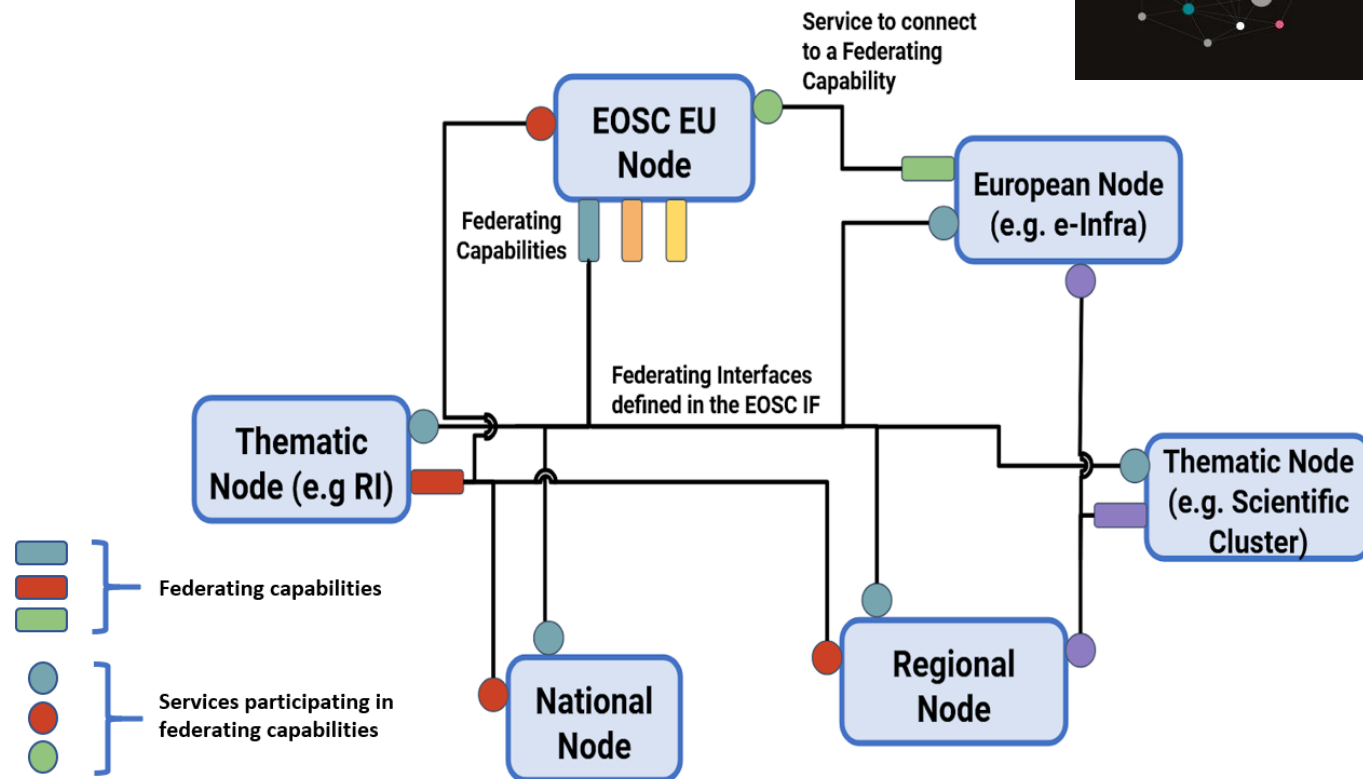 Service to connect
to a Federating
Capability
EOSC EU
Node
European Node
(e.g. e-Infra)
Federating
Capabilities
Federating Interfaces
defined in the EOSC IF
Thematic
Node (e.g RI)
Thematic Node
(e.g. Scientific
Cluster)
Federating capabilities
Services participating in
federating capabilities
National
Node
Regional
Node